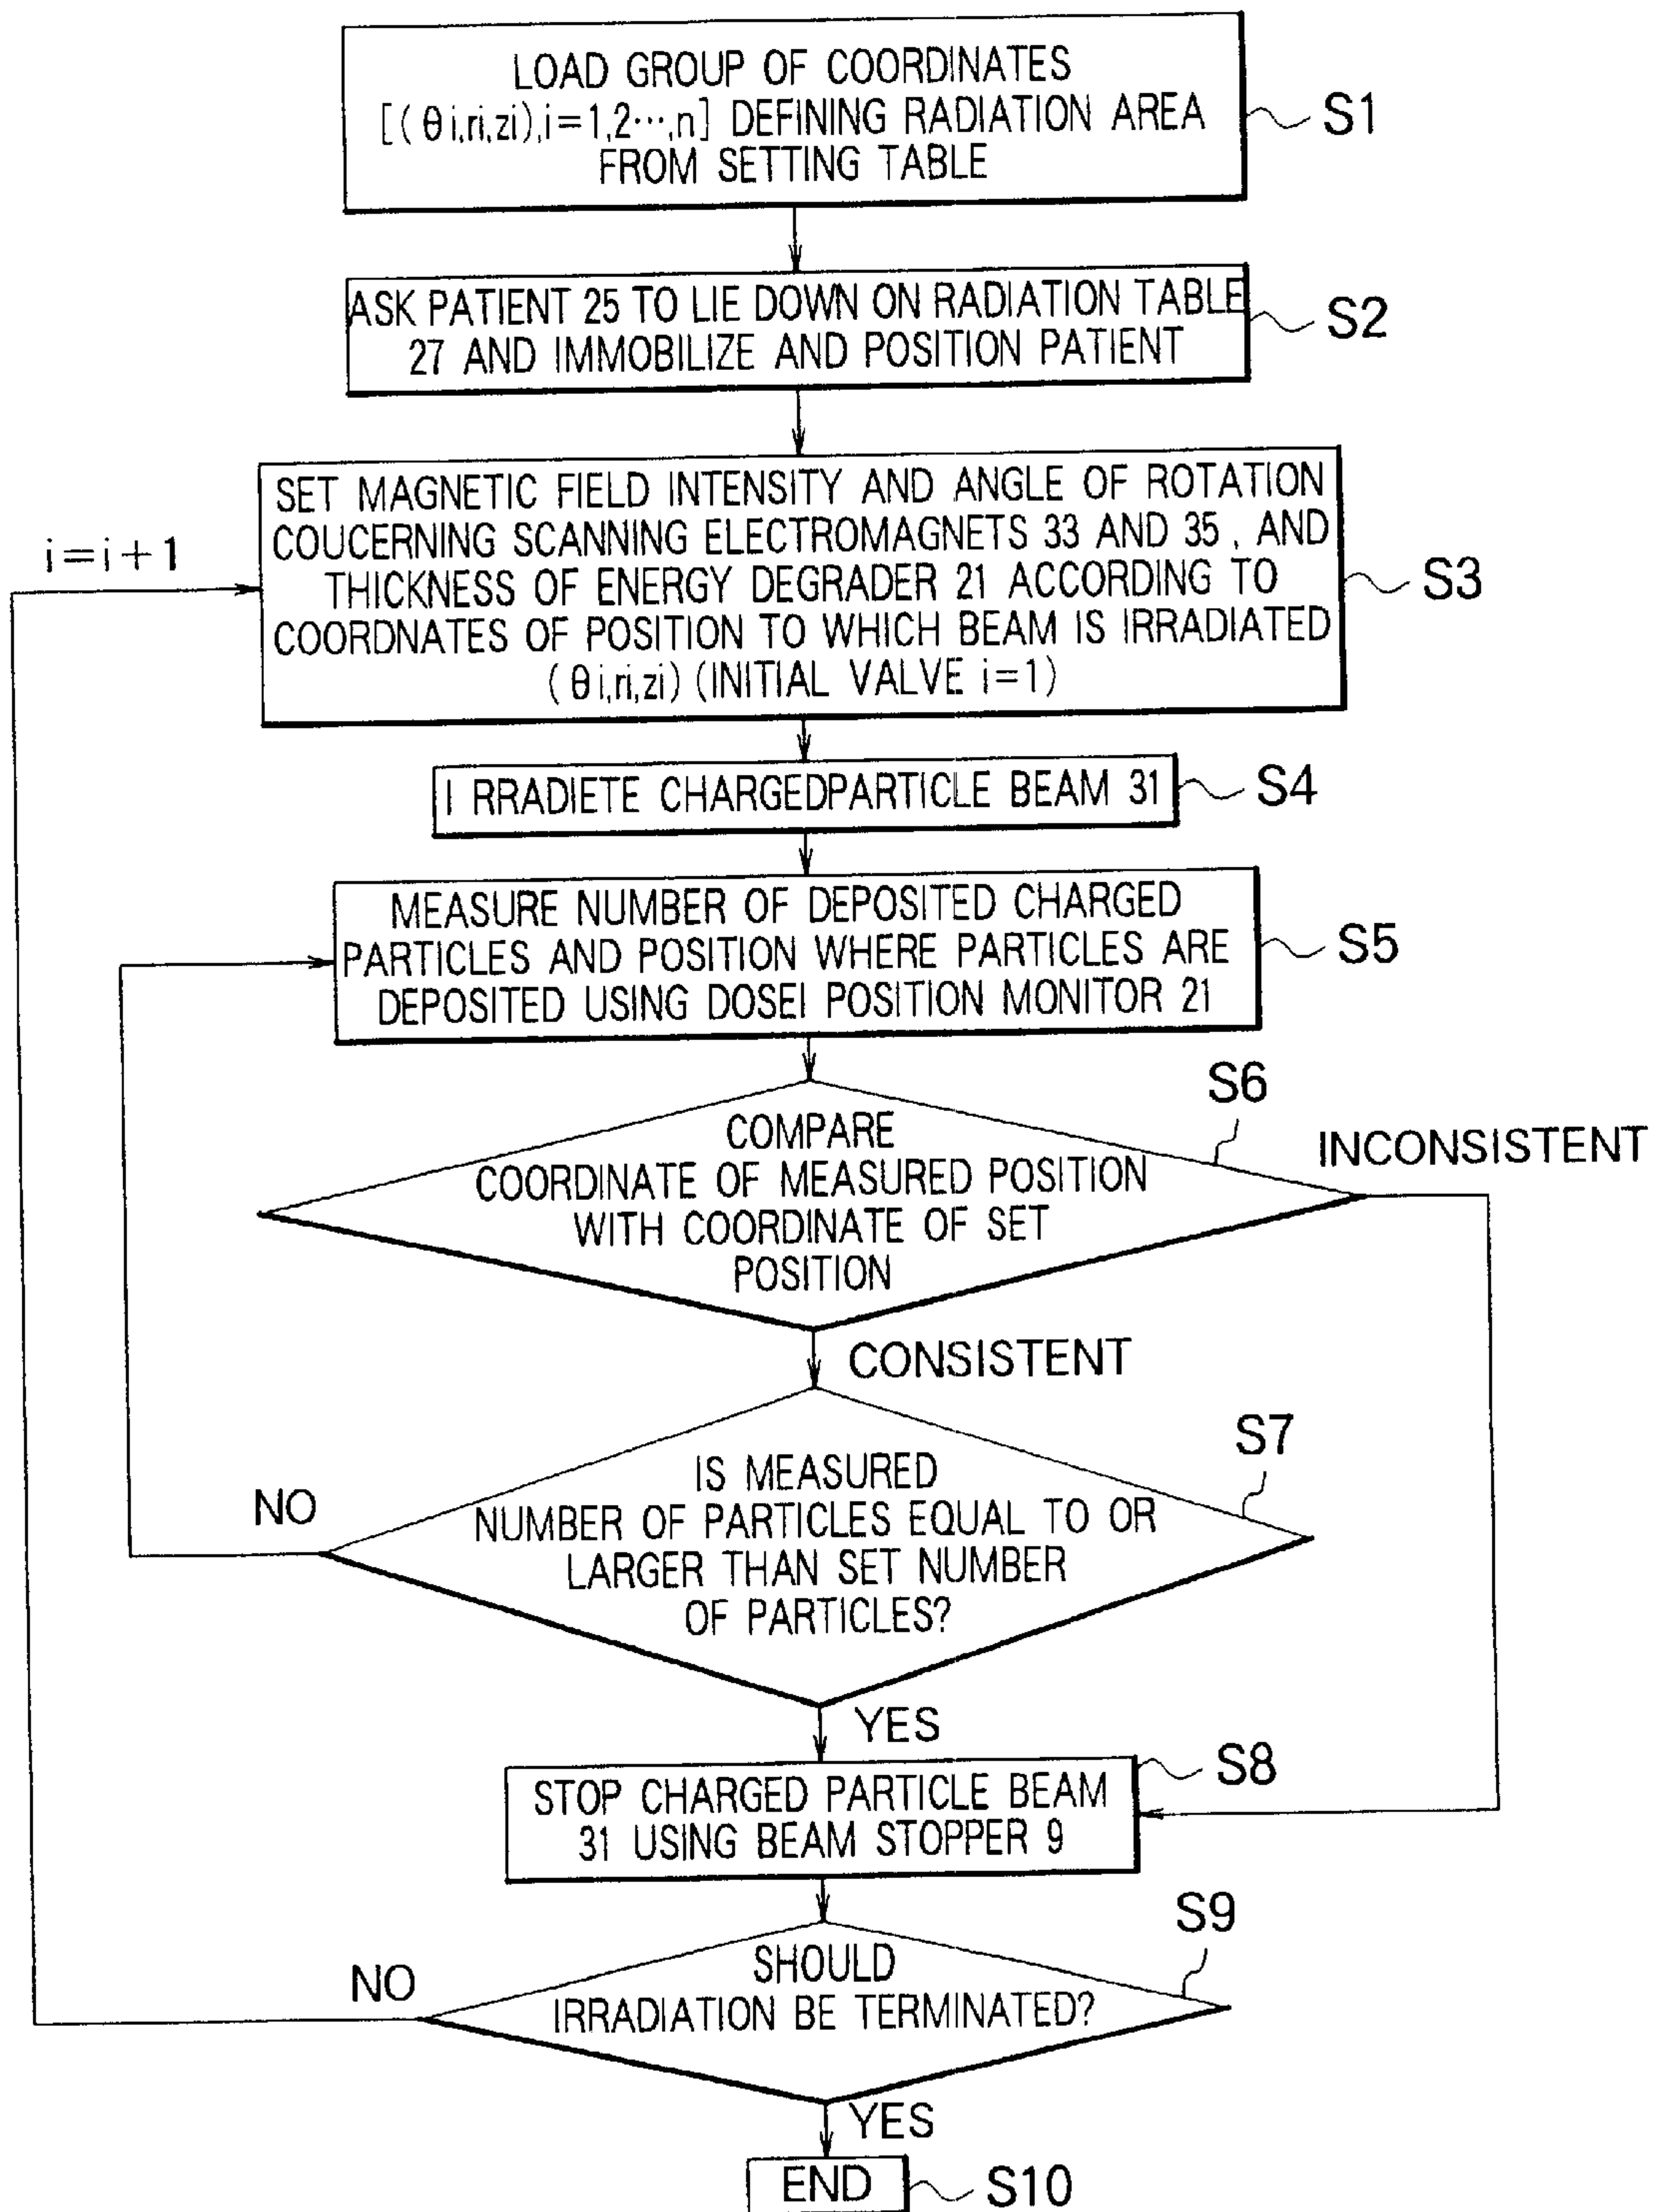 LOAD GROUP OF COORDINATES
[(θi,ri,zi),i=1,2⋯,n] DEFINING RADIATION AREA
FROM SETTING TABLE
S1
ASK PATIENT 25 TO LIE DOWN ON RADIATION TABLE
27 AND IMMOBILIZE AND POSITION PATIENT
S2
SET MAGNETIC FIELD INTENSITY AND ANGLE OF ROTATION
COUCERNING SCANNING ELECTROMAGNETS 33 AND 35 , AND
THICKNESS OF ENERGY DEGRADER 21 ACCORDING TO
COORDNATES OF POSITION TO WHICH BEAM IS IRRADIATED
(θi,ri,zi) (INITIAL VALVE i=1)
i=i+1
S3
I RRADIETE CHARGEDPARTICLE BEAM 31
S4
MEASURE NUMBER OF DEPOSITED CHARGED
PARTICLES AND POSITION WHERE PARTICLES ARE
DEPOSITED USING DOSEI POSITION MONITOR 21
S5
S6
COMPARE
COORDINATE OF MEASURED POSITION
WITH COORDINATE OF SET
POSITION
INCONSISTENT
CONSISTENT
S7
IS MEASURED
NUMBER OF PARTICLES EQUAL TO OR
LARGER THAN SET NUMBER
OF PARTICLES?
NO
YES
S8
STOP CHARGED PARTICLE BEAM
31 USING BEAM STOPPER 9
S9
SHOULD
IRRADIATION BE TERMINATED?
NO
YES
END
S10